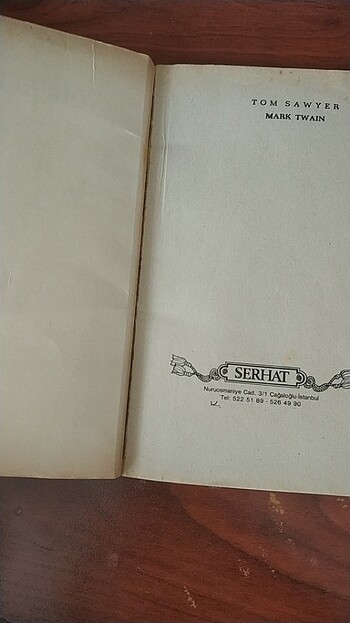 TOM SAWYER
MARK TWAIN
SERHAT
Nuruosmaniye Cad. 3/1 Cağaloğlu-İstanbul
Tel: 522 51 89 - 526 49 90